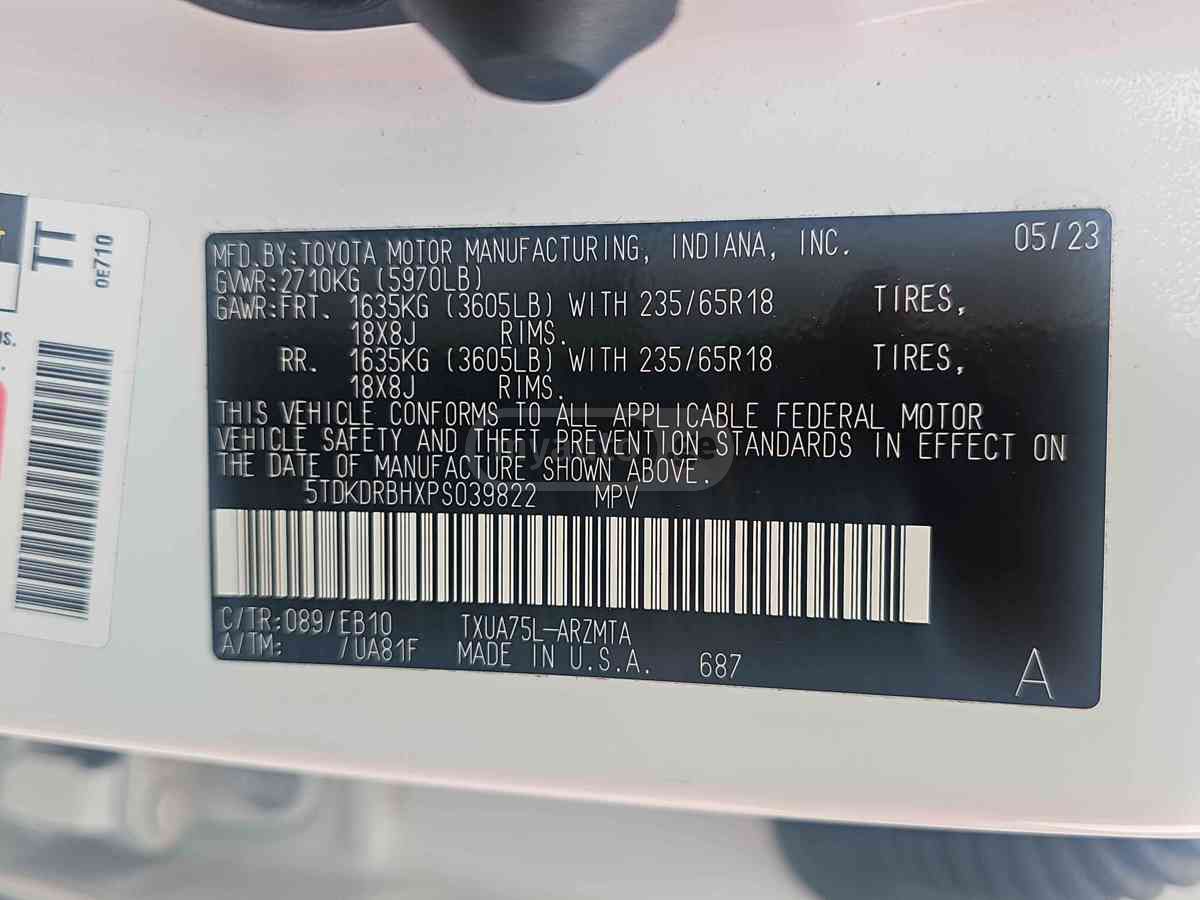 MFD.BY:TOYOTA MOTOR MANUFACTURING, INDIANA, INC. 05/23
GVWR:2710KG (5970LB)
GAWR:FRT. 1635KG (3605LB) WITH 235/65R18 TIRES,
18X8J RIMS.
RR. 1635KG (3605LB) WITH 235/65R18 TIRES,
18X8J RIMS.
THIS VEHICLE CONFORMS TO ALL APPLICABLE FEDERAL MOTOR
VEHICLE SAFETY AND THEFT PREVENTION STANDARDS IN EFFECT ON
THE DATE OF MANUFACTURE SHOWN ABOVE.
5TDKDRBHXPS039822 MPV
C/TR:089/EB10 TXUA75L-ARZMTA
A/TM: /UA81F MADE IN U.S.A. 687 A
TT
0E710